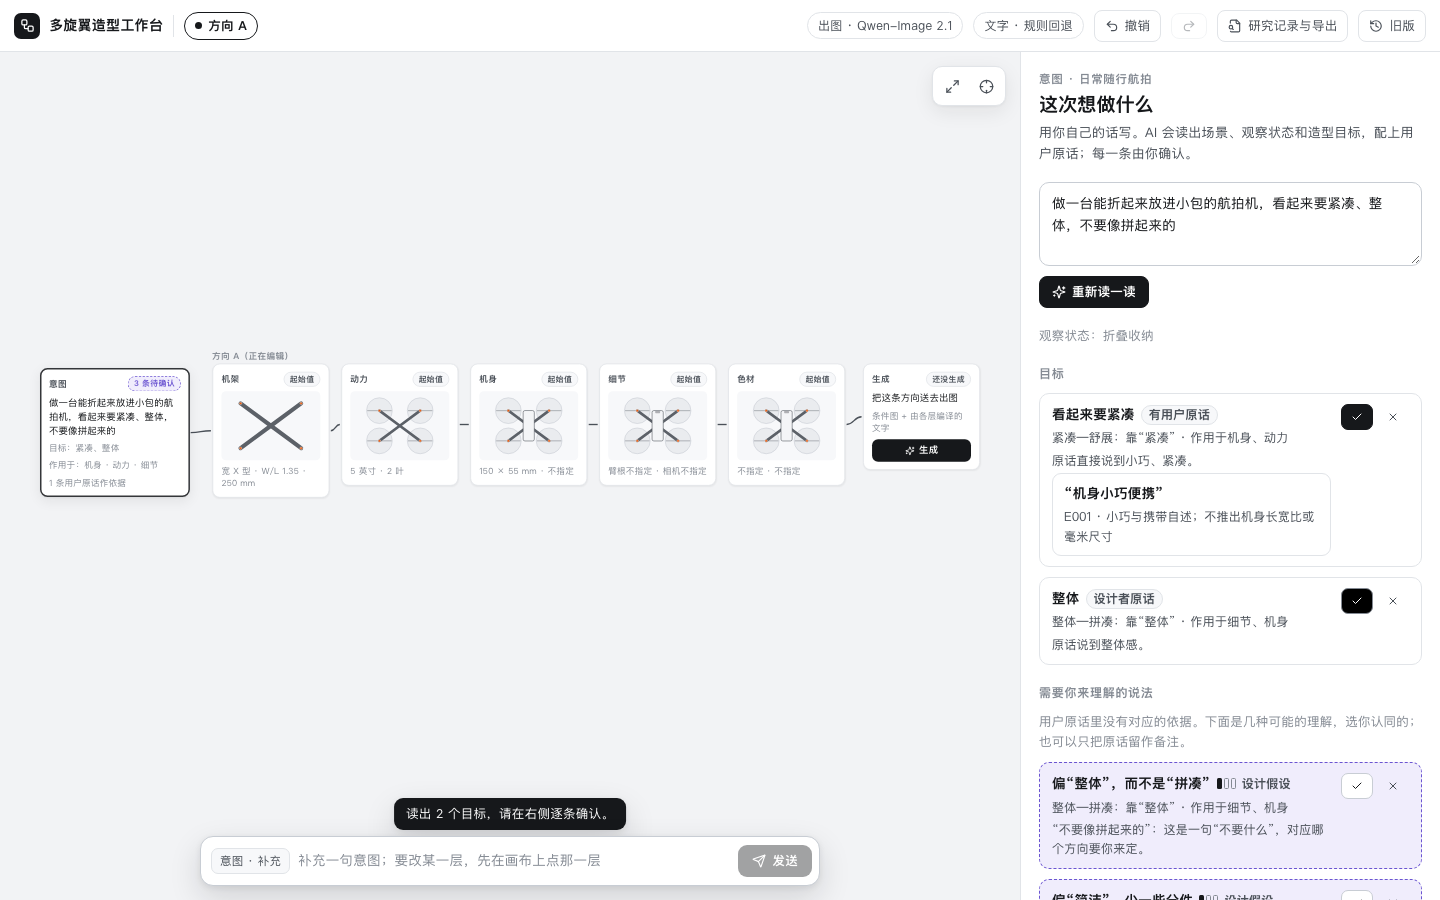 多旋翼造型工作台
方向 A
出图 · Qwen-Image 2.1
文字 · 规则回退
撤销
研究记录与导出
旧版
方向 A（正在编辑）
意图
3 条待确认
做一台能折起来放进小包的航
拍机，看起来要紧凑、整体，
不要像拼起来的
目标：紧凑、整体
作用于：机身 · 动力 · 细节
1 条用户原话作依据
机架
起始值
宽 X 型 · W/L 1.35 ·
250 mm
动力
起始值
5 英寸 · 2 叶
机身
起始值
150 × 55 mm · 不指定
细节
起始值
臂根不指定 · 相机不指定
色材
起始值
不指定 · 不指定
生成
还没生成
把这条方向送去出图
条件图 + 由各层编译的
文字
生成
读出 2 个目标，请在右侧逐条确认。
意图 · 补充
补充一句意图；要改某一层，先在画布上点那一层
发送
意图 · 日常随行航拍
这次想做什么
用你自己的话写。AI 会读出场景、观察状态和造型目标，配上用
户原话；每一条由你确认。
做一台能折起来放进小包的航拍机，看起来要紧凑、整
体，不要像拼起来的
重新读一读
观察状态：折叠收纳
目标
看起来要紧凑
有用户原话
紧凑—舒展：靠“紧凑” · 作用于机身、动力
原话直接说到小巧、紧凑。
“机身小巧便携”
E001 · 小巧与携带自述；不推出机身长宽比或
毫米尺寸
整体
设计者原话
整体—拼凑：靠“整体” · 作用于细节、机身
原话说到整体感。
需要你来理解的说法
用户原话里没有对应的依据。下面是几种可能的理解，选你认同的；
也可以只把原话留作备注。
偏“整体”，而不是“拼凑” 设计假设
整体—拼凑：靠“整体” · 作用于细节、机身
“不要像拼起来的”：这是一句“不要什么”，对应哪
个方向要你来定。
偏“简洁”，少一些分件 设计假设